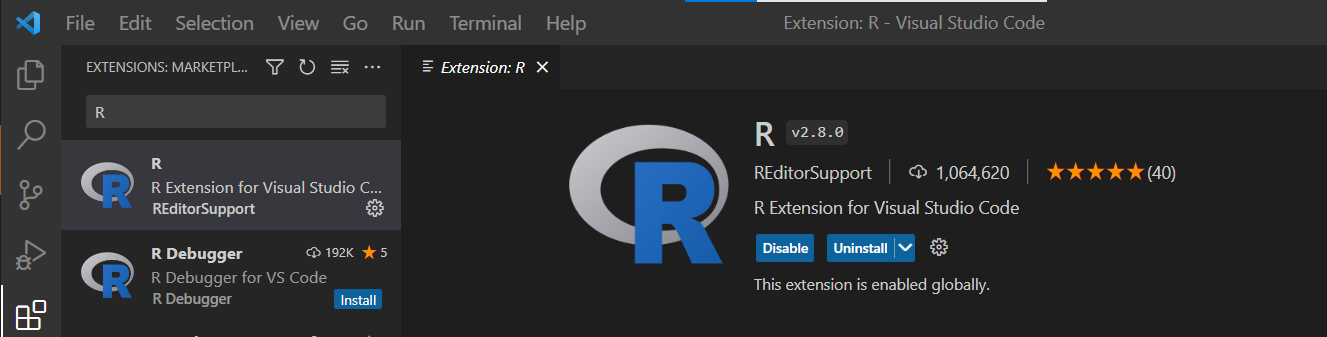 File Edit Selection View Go Run Terminal Help Extension: R - Visual Studio Code
EXTENSIONS: MARKETPL...
R
R
R Extension for Visual Studio C...
REditorSupport
R Debugger 192K 5
R Debugger for VS Code
R Debugger Install
Extension: R
R v2.8.0
REditorSupport 1,064,620 (40)
R Extension for Visual Studio Code
Disable Uninstall
This extension is enabled globally.